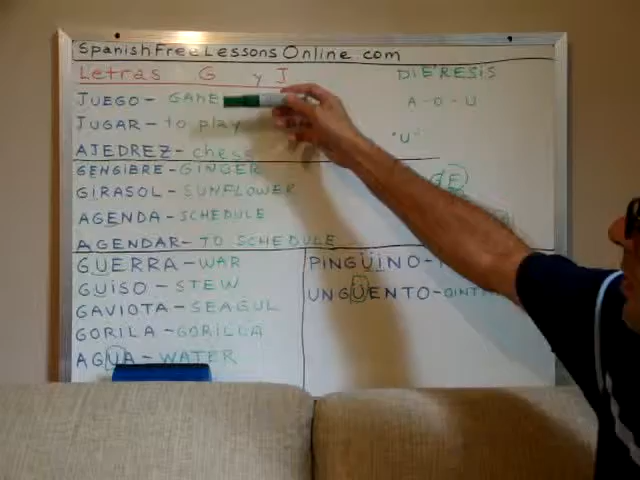 SpanishFreeLessonsOnline.com
Letras G y J
DIÉRESIS
JUEGO - GAME
A - O - U
JUGAR - to play
"U"
AJEDREZ - chess
GENGIBRE - GINGER
GE
GIRASOL - SUNFLOWER
AGENDA - SCHEDULE
AGENDAR - TO SCHEDULE
GUERRA - WAR
PINGÜINO -
GUISO - STEW
UNGÜENTO -
GAVIOTA - SEAGUL
GORILA - GORILLA
AGUA - WATER